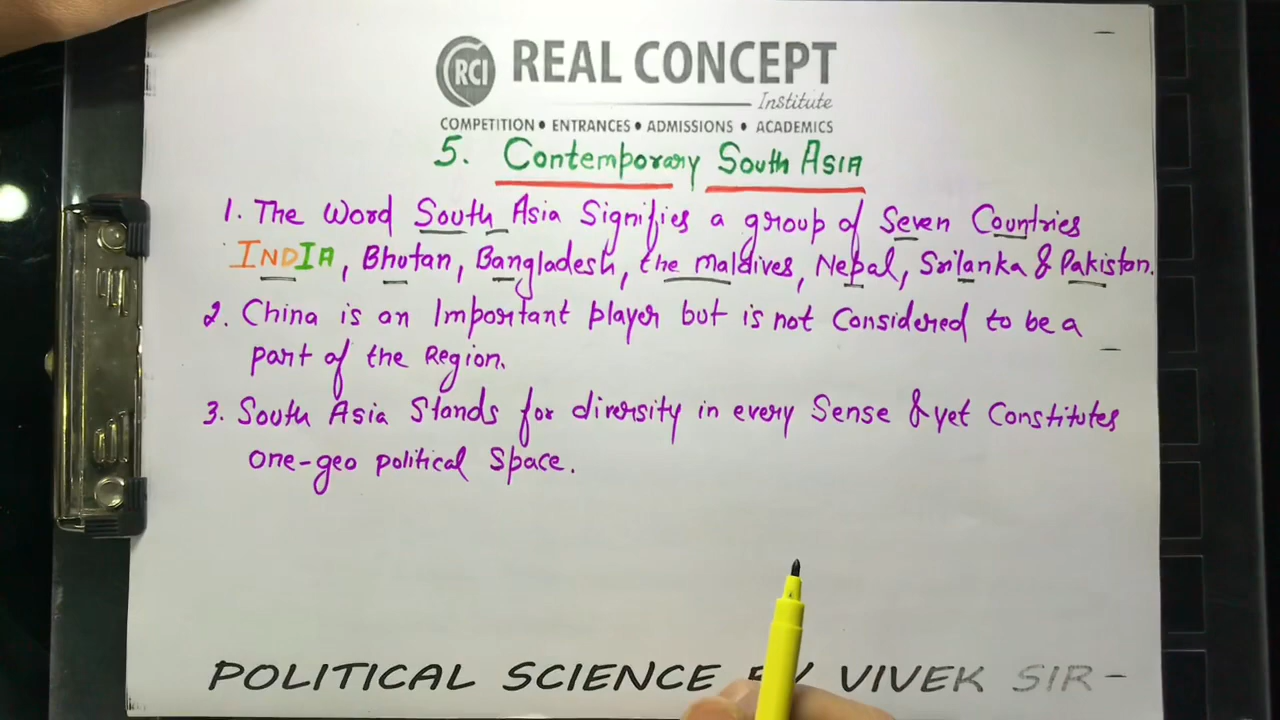 RCI REAL CONCEPT
Institute
COMPETITION • ENTRANCES • ADMISSIONS • ACADEMICS
5. Contemporary South ASIA
1. The Word South Asia Signifies a group of Seven Countries
INDIA, Bhutan, Bangladesh, the Maldives, Nepal, Srilanka & Pakistan.
2. China is an Important player but is not Considered to be a
part of the Region.
3. South Asia Stands for diversity in every Sense & yet Constitutes
One-geo political Space.
POLITICAL SCIENCE BY VIVEK SIR -